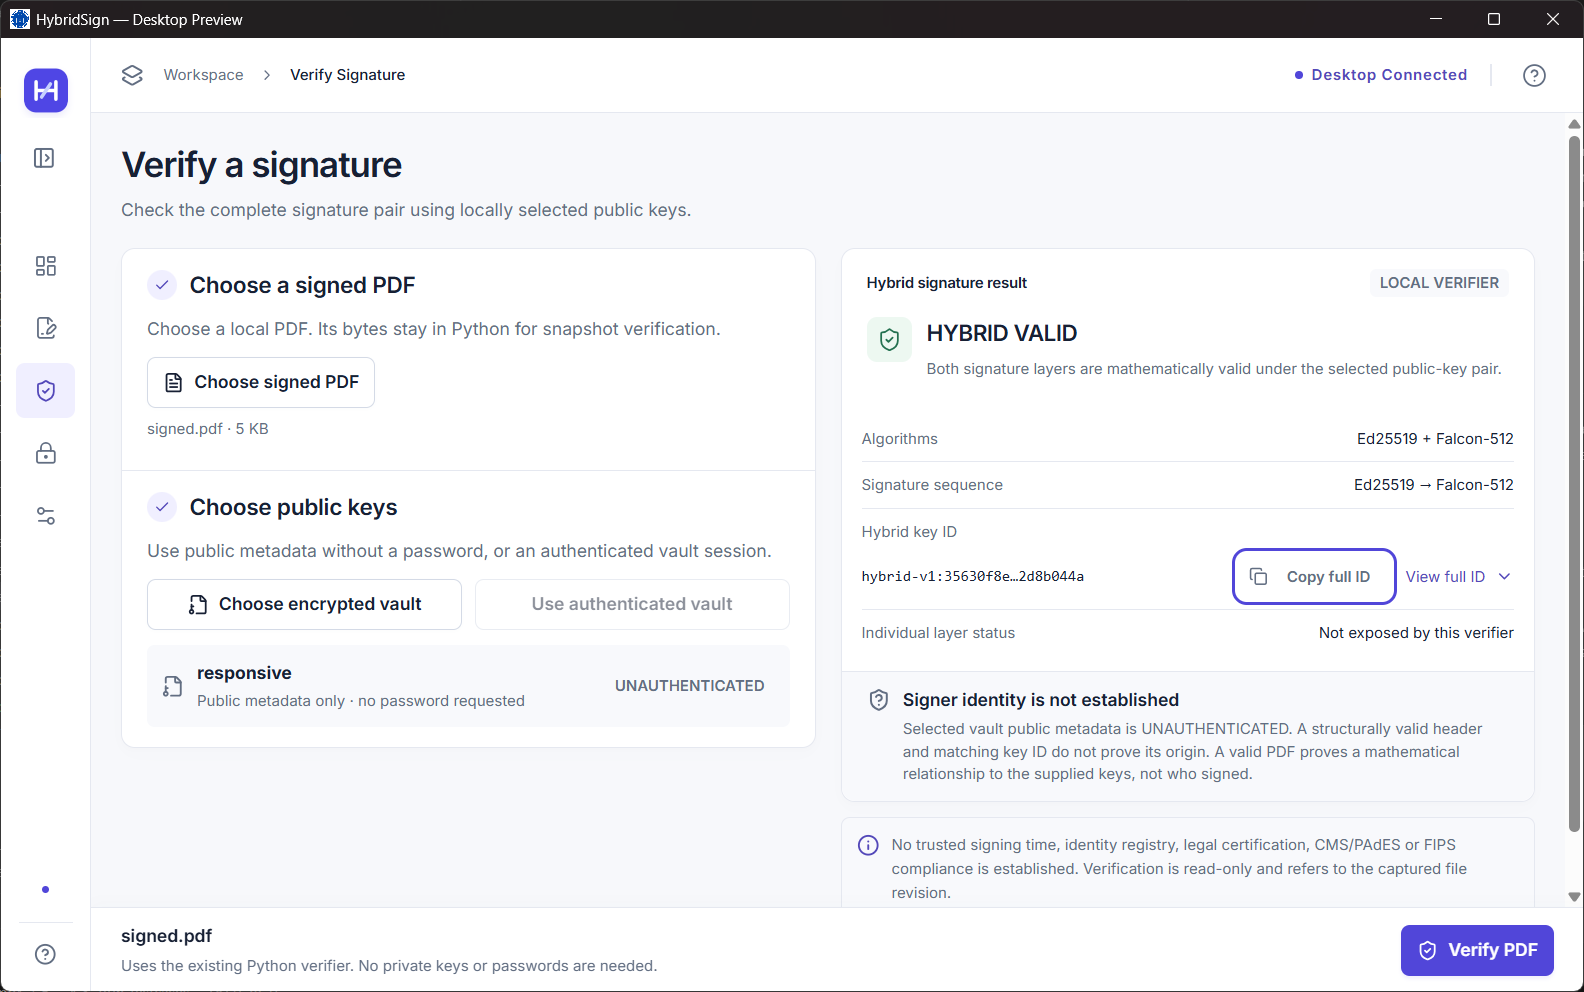 HybridSign — Desktop Preview
Workspace > Verify Signature
Desktop Connected
Verify a signature
Check the complete signature pair using locally selected public keys.
Choose a signed PDF
Choose a local PDF. Its bytes stay in Python for snapshot verification.
Choose signed PDF
signed.pdf · 5 KB
Choose public keys
Use public metadata without a password, or an authenticated vault session.
Choose encrypted vault
Use authenticated vault
responsive
Public metadata only · no password requested
UNAUTHENTICATED
Hybrid signature result
LOCAL VERIFIER
HYBRID VALID
Both signature layers are mathematically valid under the selected public-key pair.
Algorithms
Ed25519 + Falcon-512
Signature sequence
Ed25519 → Falcon-512
Hybrid key ID
hybrid-v1:35630f8e…2d8b044a
Copy full ID
View full ID
Individual layer status
Not exposed by this verifier
Signer identity is not established
Selected vault public metadata is UNAUTHENTICATED. A structurally valid header
and matching key ID do not prove its origin. A valid PDF proves a mathematical
relationship to the supplied keys, not who signed.
No trusted signing time, identity registry, legal certification, CMS/PAdES or FIPS
compliance is established. Verification is read-only and refers to the captured file
revision.
signed.pdf
Uses the existing Python verifier. No private keys or passwords are needed.
Verify PDF